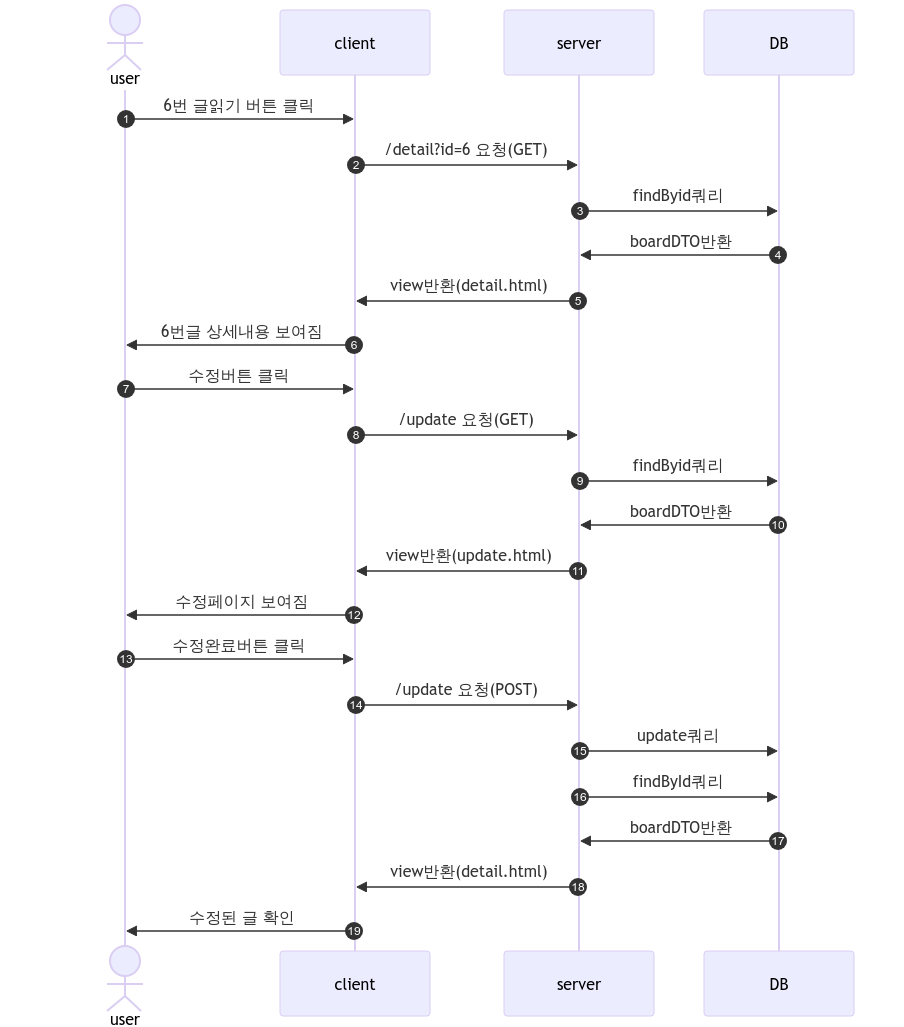 user
client
server
DB
6번 글읽기 버튼 클릭
1
/detail?id=6 요청(GET)
2
findByid쿼리
3
boardDTO반환
4
view반환(detail.html)
5
6번글 상세내용 보여짐
6
수정버튼 클릭
7
/update 요청(GET)
8
findByid쿼리
9
boardDTO반환
10
view반환(update.html)
11
수정페이지 보여짐
12
수정완료버튼 클릭
13
/update 요청(POST)
14
update쿼리
15
findById쿼리
16
boardDTO반환
17
view반환(detail.html)
18
수정된 글 확인
19
user
client
server
DB